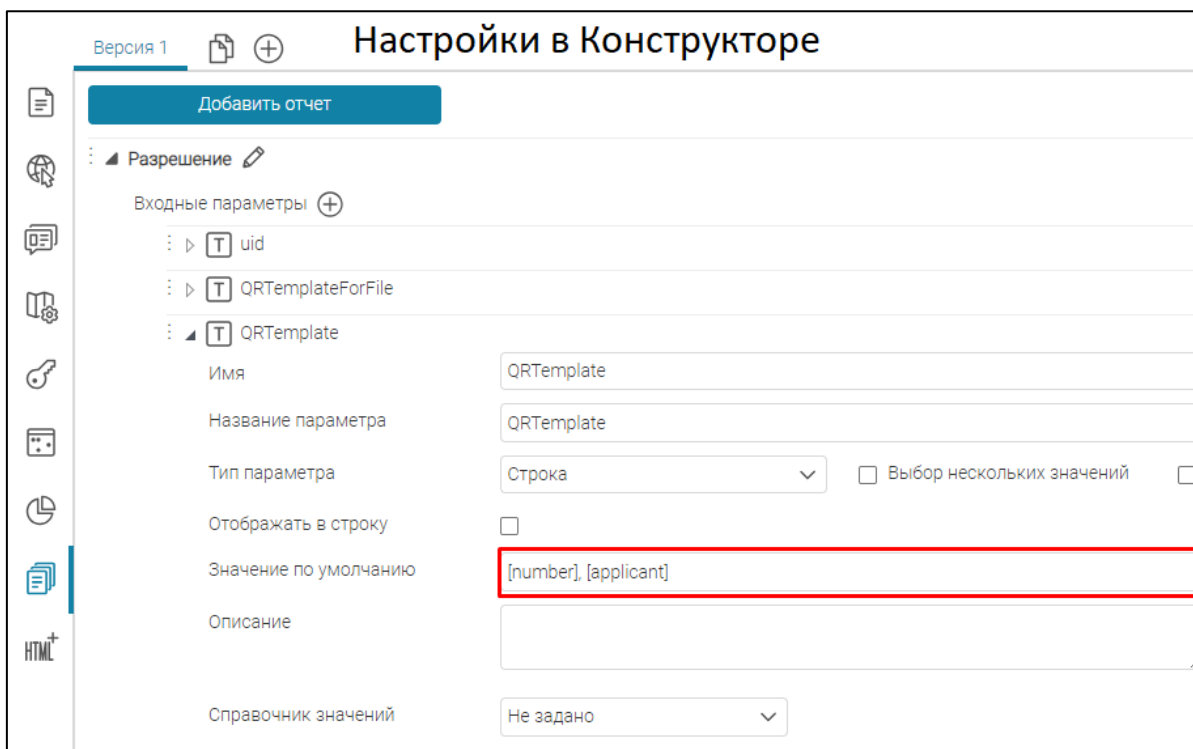 Настройки в Конструкторе
Версия 1
Добавить отчет
Разрешение
Входные параметры
T uid
T QRTemplateForFile
T QRTemplate
Имя QRTemplate
Название параметра QRTemplate
Тип параметра Строка Выбор нескольких значений
Отображать в строку
Значение по умолчанию [number], [applicant]
Описание
HTML+
Справочник значений Не задано